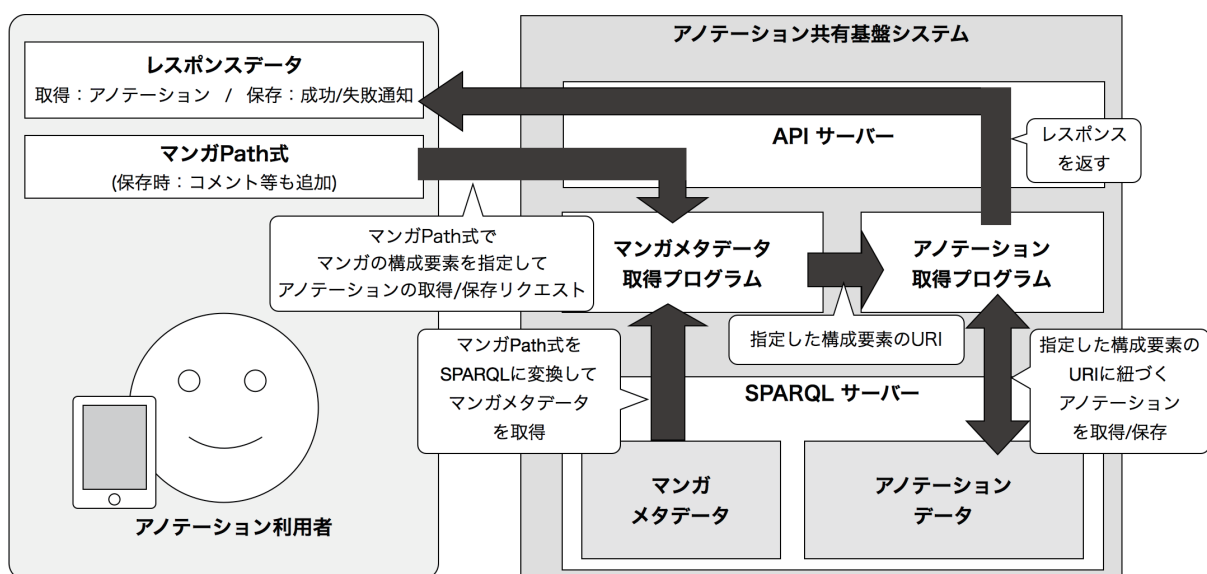 アノテーション共有基盤システム
レスポンスデータ
取得：アノテーション / 保存：成功/失敗通知
マンガPath式
(保存時：コメント等も追加)
API サーバー
レスポンス
を返す
マンガPath式で
マンガの構成要素を指定して
アノテーションの取得/保存リクエスト
マンガメタデータ
取得プログラム
アノテーション
取得プログラム
指定した構成要素のURI
マンガPath式を
SPARQLに変換して
マンガメタデータ
を取得
指定した構成要素の
URIに紐づく
アノテーション
を取得/保存
SPARQL サーバー
マンガ
メタデータ
アノテーション
データ
アノテーション利用者